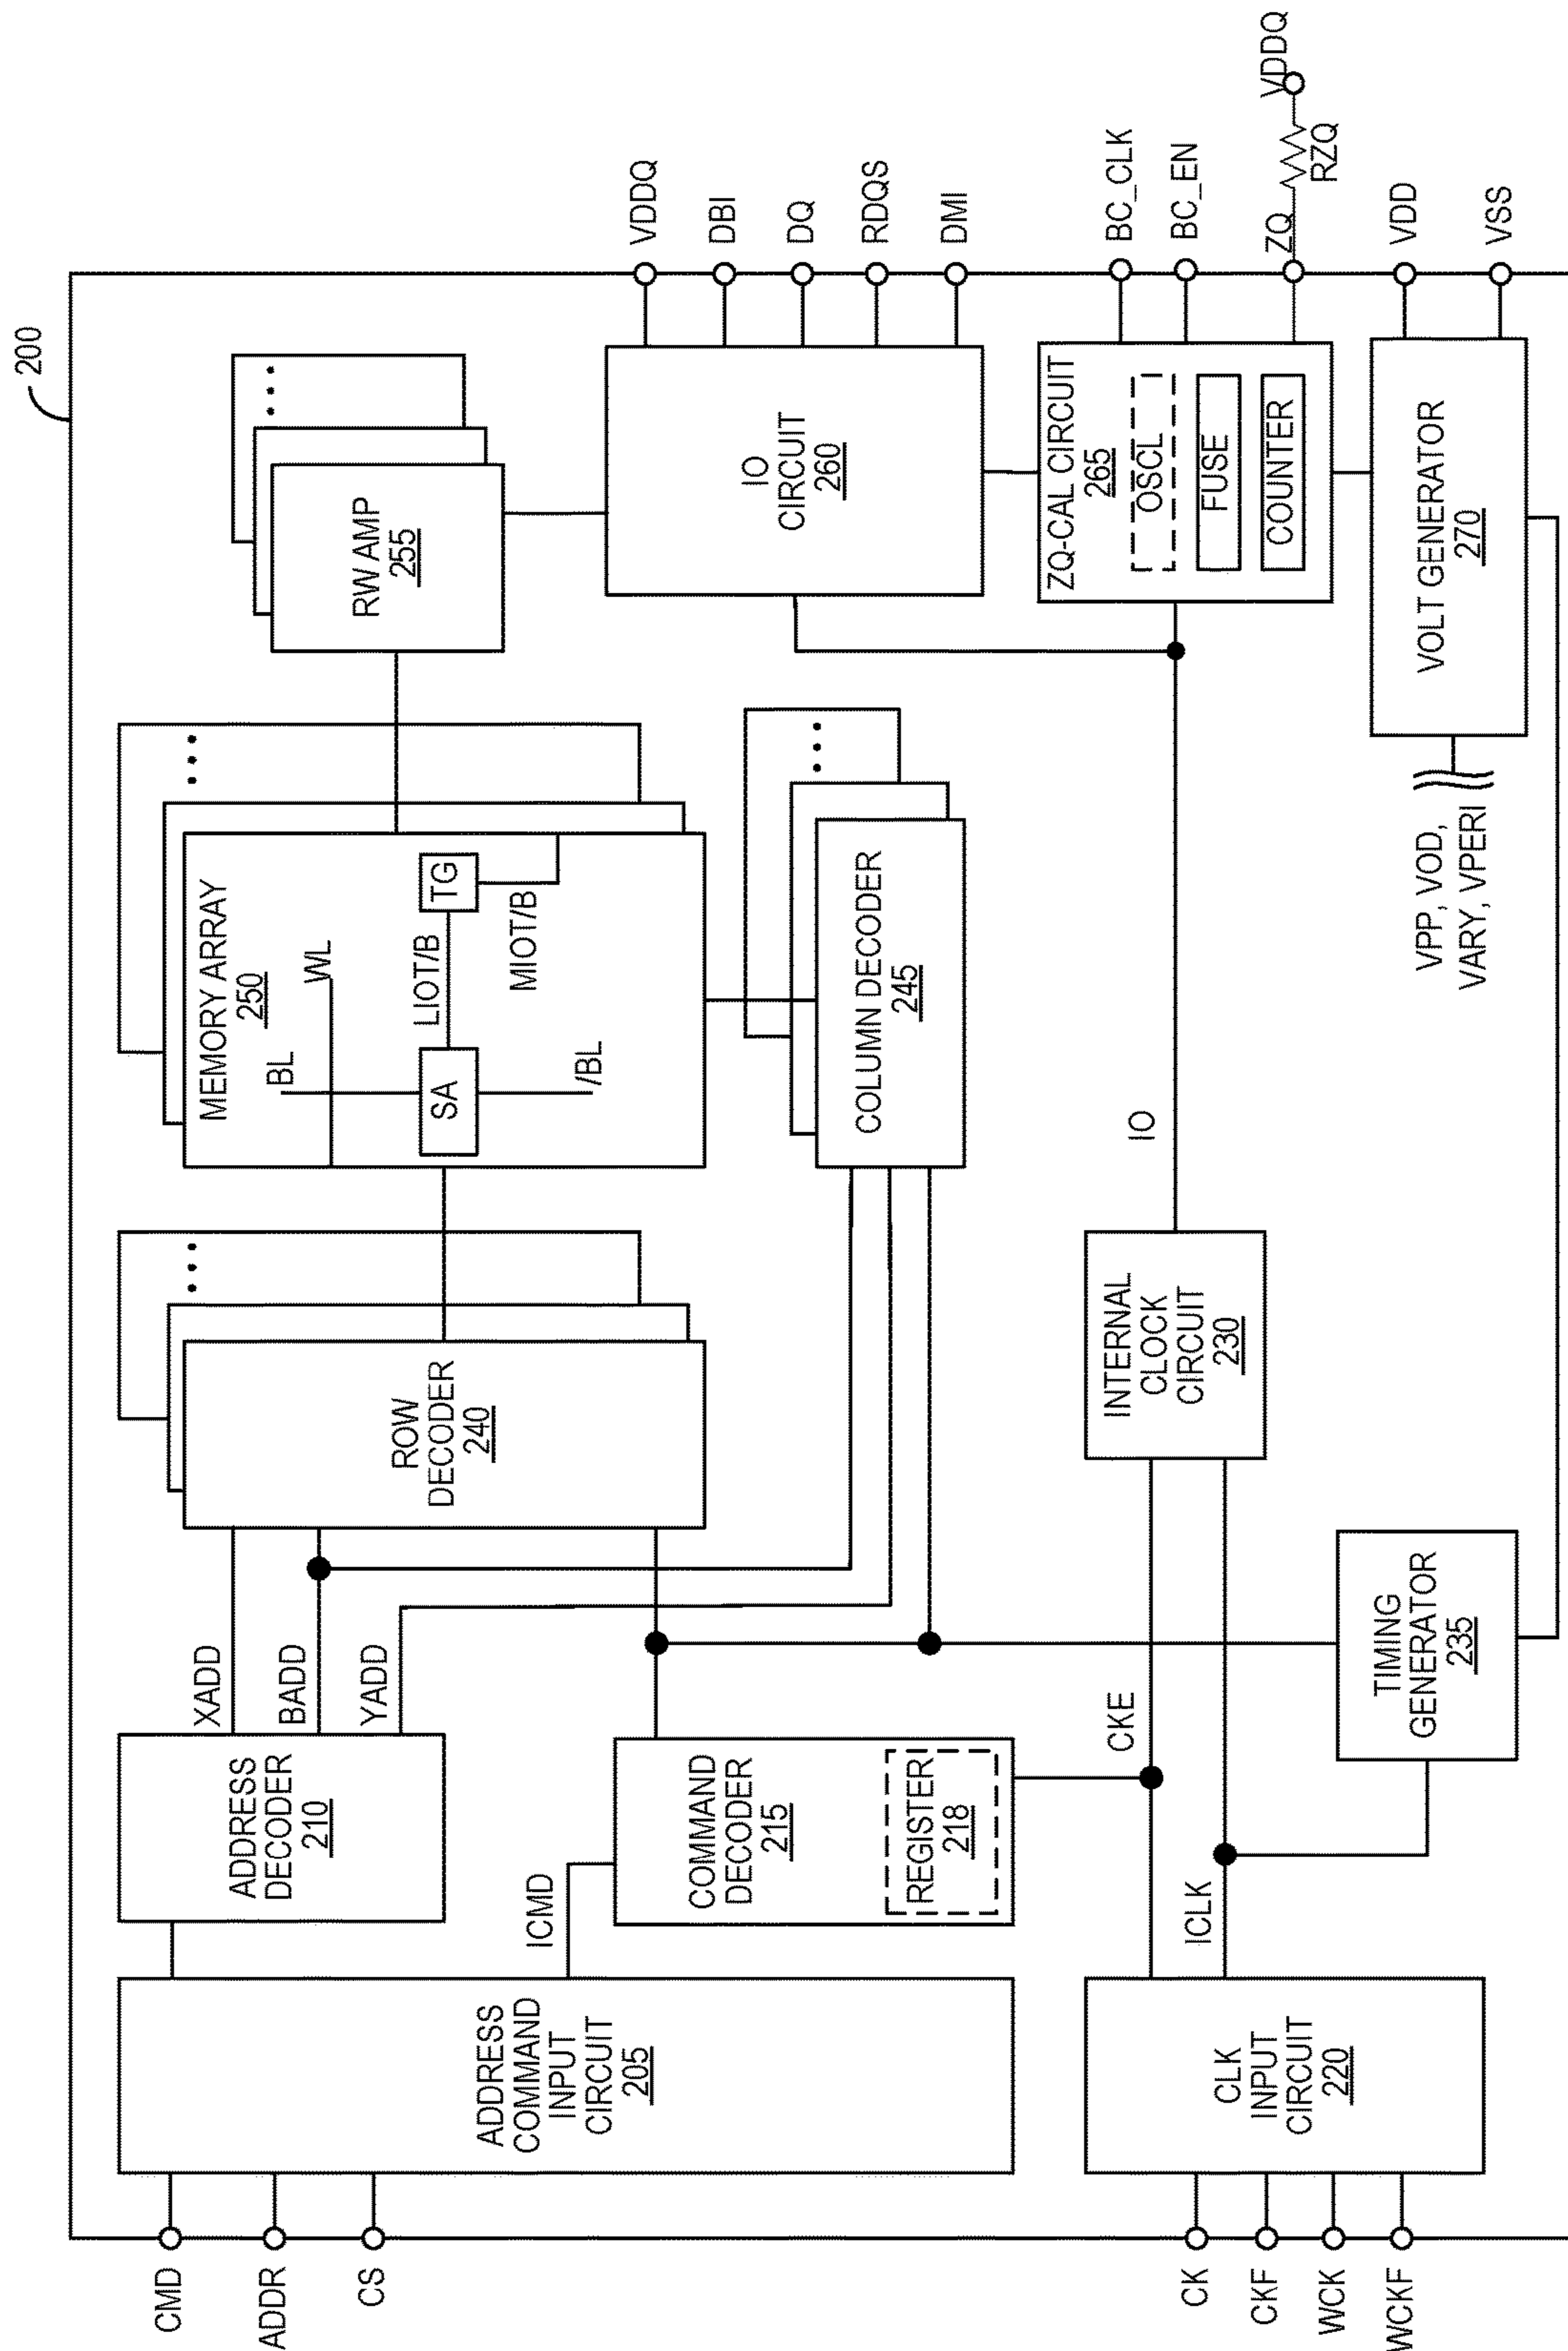 200
CMD
ADDR
CS
ADDRESS
COMMAND
INPUT
CIRCUIT
205
ADDRESS
DECODER
210
XADD
BADD
YADD
ICMD
COMMAND
DECODER
215
REGISTER
218
ROW
DECODER
240
MEMORY ARRAY
250
BL
WL
SA
/BL
LIOT/B
TG
MIOT/B
COLUMN DECODER
245
RW AMP
255
IO
CIRCUIT
260
VDDQ
DBI
DQ
RDQS
DMI
CK
CKF
WCK
WCKF
CLK
INPUT
CIRCUIT
220
CKE
ICLK
INTERNAL
CLOCK
CIRCUIT
230
IO
TIMING
GENERATOR
235
ZQ-CAL CIRCUIT
265
OSCL
FUSE
COUNTER
BC_CLK
BC_EN
ZQ
RZQ
VDDQ
VOLT GENERATOR
270
VDD
VSS
VPP, VOD,
VARY, VPERI